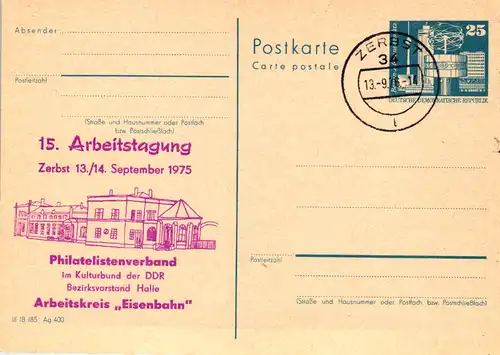 Absender
Postleitzahl
(Straße und Hausnummer oder Postfach
bzw. Postschließfach)
15. Arbeitstagung
Zerbst 13./14. September 1975
Philatelistenverband
im Kulturbund der DDR
Bezirksvorstand Halle
Arbeitskreis „Eisenbahn"
III 18 185 Ag 400
Postkarte
Carte postale
ZERBST
34
13.-9.
25
DEUTSCHE DEMOKRATISCHE REPUBLIK
Postleitzahl
(Straße und Hausnummer oder Postfach, bzw. Postschließfach)